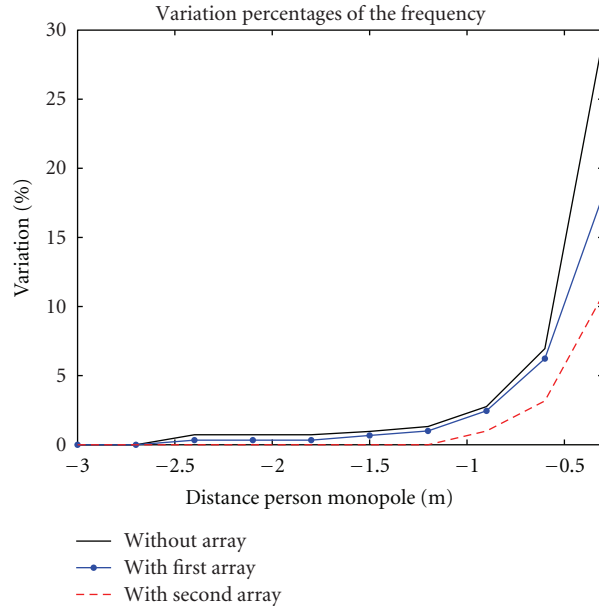 Variation percentages of the frequency
30
25
20
15
10
5
0
Variation (%)
−3 −2.5 −2 −1.5 −1 −0.5
Distance person monopole (m)
Without array
With first array
With second array